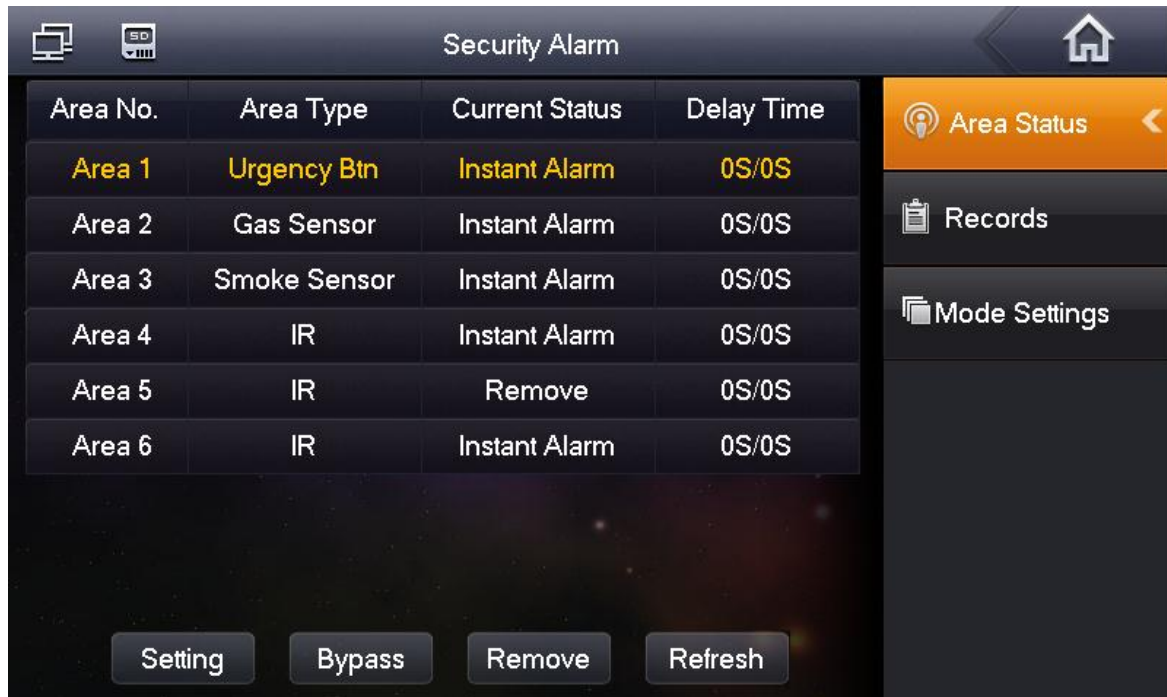 SD
Security Alarm
Area No. Area Type Current Status Delay Time
Area 1 Urgency Btn Instant Alarm 0S/0S
Area 2 Gas Sensor Instant Alarm 0S/0S
Area 3 Smoke Sensor Instant Alarm 0S/0S
Area 4 IR Instant Alarm 0S/0S
Area 5 IR Remove 0S/0S
Area 6 IR Instant Alarm 0S/0S
Setting Bypass Remove Refresh
Area Status
Records
Mode Settings